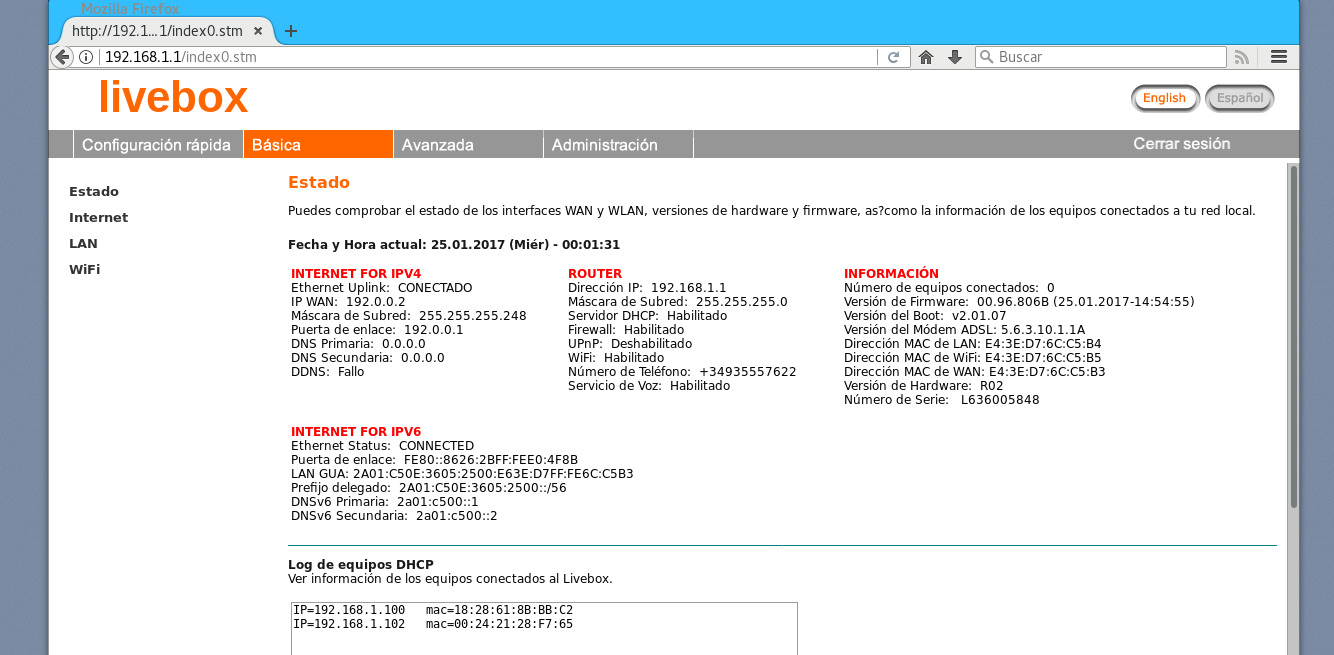 Mozilla Firefox
http://192.1...1/index0.stm
192.168.1.1/index0.stm
Buscar
livebox
English
Español
Configuración rápida
Básica
Avanzada
Administración
Cerrar sesión
Estado
Internet
LAN
WiFi
Estado
Puedes comprobar el estado de los interfaces WAN y WLAN, versiones de hardware y firmware, as?como la información de los equipos conectados a tu red local.
Fecha y Hora actual: 25.01.2017 (Miér) - 00:01:31
INTERNET FOR IPV4
Ethernet Uplink: CONECTADO
IP WAN: 192.0.0.2
Máscara de Subred: 255.255.255.248
Puerta de enlace: 192.0.0.1
DNS Primaria: 0.0.0.0
DNS Secundaria: 0.0.0.0
DDNS: Fallo
ROUTER
Dirección IP: 192.168.1.1
Máscara de Subred: 255.255.255.0
Servidor DHCP: Habilitado
Firewall: Habilitado
UPnP: Deshabilitado
WiFi: Habilitado
Número de Teléfono: +34935557622
Servicio de Voz: Habilitado
INFORMACIÓN
Número de equipos conectados: 0
Versión de Firmware: 00.96.806B (25.01.2017-14:54:55)
Versión del Boot: v2.01.07
Versión del Módem ADSL: 5.6.3.10.1.1A
Dirección MAC de LAN: E4:3E:D7:6C:C5:B4
Dirección MAC de WiFi: E4:3E:D7:6C:C5:B5
Dirección MAC de WAN: E4:3E:D7:6C:C5:B3
Versión de Hardware: R02
Número de Serie: L636005848
INTERNET FOR IPV6
Ethernet Status: CONNECTED
Puerta de enlace: FE80::8626:2BFF:FEE0:4F8B
LAN GUA: 2A01:C50E:3605:2500:E63E:D7FF:FE6C:C5B3
Prefijo delegado: 2A01:C50E:3605:2500::/56
DNSv6 Primaria: 2a01:c500::1
DNSv6 Secundaria: 2a01:c500::2
Log de equipos DHCP
Ver información de los equipos conectados al Livebox.
IP=192.168.1.100 mac=18:28:61:8B:BB:C2
IP=192.168.1.102 mac=00:24:21:28:F7:65